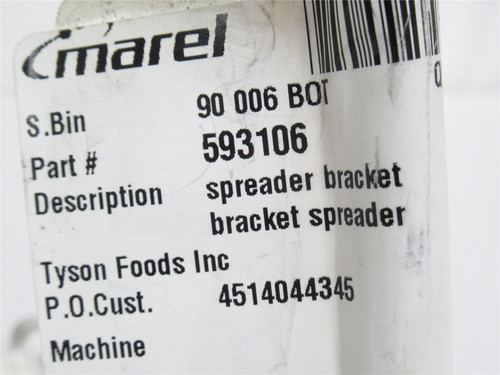 marel
S.Bin 90 006 BOT
Part # 593106
Description spreader bracket
bracket spreader
Tyson Foods Inc
P.O.Cust. 4514044345
Machine